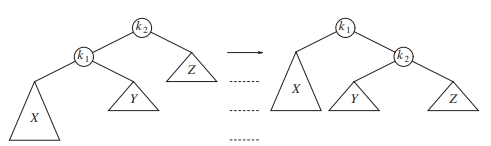 k₂ k₁
k₁ k₂
Z
X Y Z
X Y